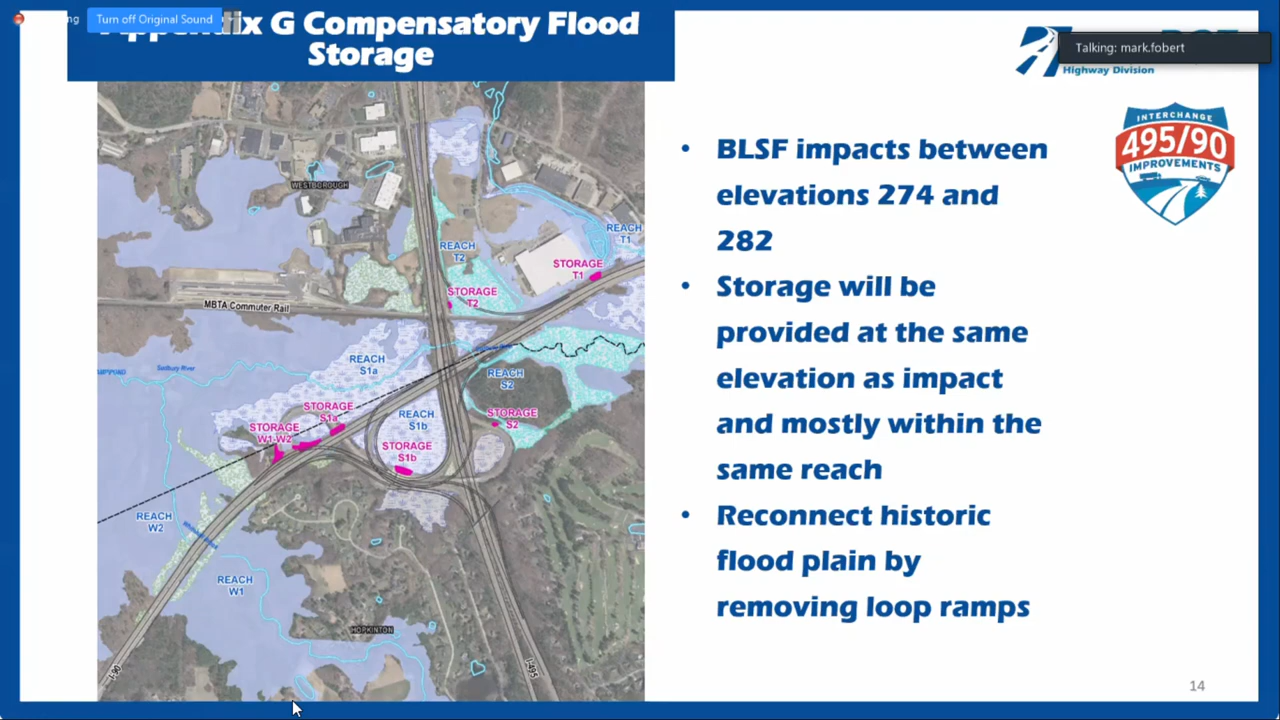 Turn off Original Sound
G Compensatory Flood
Storage
Talking: mark.fobert
Highway Division
INTERCHANGE
495/90
IMPROVEMENTS
• BLSF impacts between
elevations 274 and
282
• Storage will be
provided at the same
elevation as impact
and mostly within the
same reach
• Reconnect historic
flood plain by
removing loop ramps
WESTBOROUGH
REACH
T1
REACH
T2
STORAGE
T1
STORAGE
T2
MBTA Commuter Rail
REACH
S1a
Sudbury River
REACH
S2
STORAGE
S1a
REACH
S1b
STORAGE
S2
STORAGE
W1-W2
STORAGE
S1b
REACH
W2
REACH
W1
HOPKINTON
I-90
I-495
14